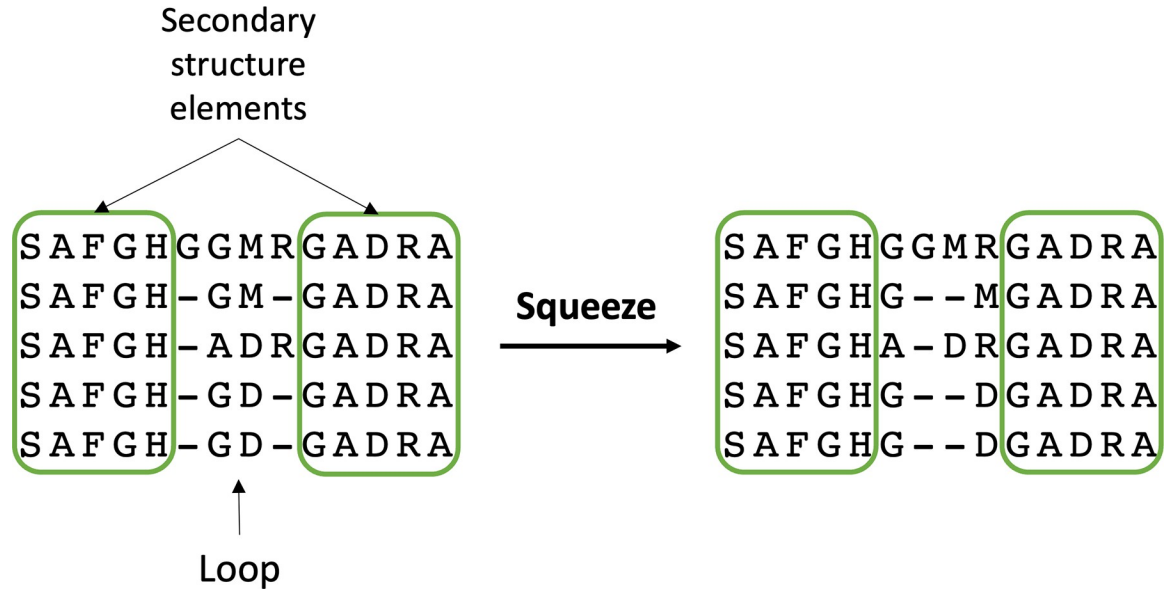 Secondary
structure
elements
SAFGHGGMRGADRA
SAFGH-GM-GADRA
SAFGH-ADRGADRA
SAFGH-GD-GADRA
SAFGH-GD-GADRA
Loop
Squeeze
SAFGHGGMRGADRA
SAFGHG--MGADRA
SAFGHA-DRGADRA
SAFGHG--DGADRA
SAFGHG--DGADRA